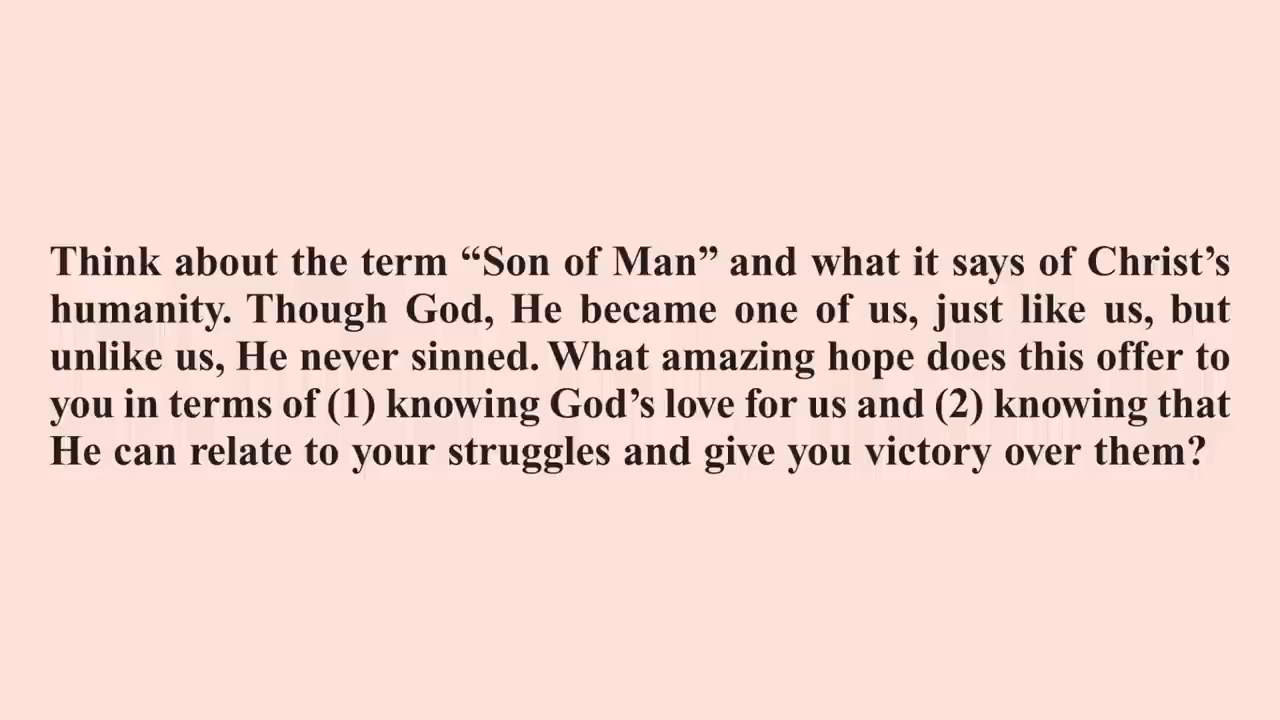 Think about the term “Son of Man” and what it says of Christ’s
humanity. Though God, He became one of us, just like us, but
unlike us, He never sinned. What amazing hope does this offer to
you in terms of (1) knowing God’s love for us and (2) knowing that
He can relate to your struggles and give you victory over them?